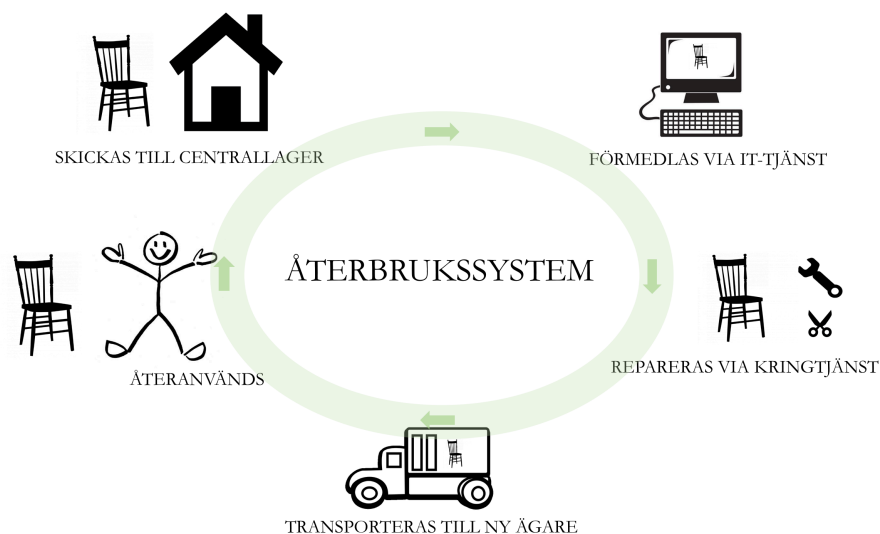 SKICKAS TILL CENTRALLAGER
FÖRMEDLAS VIA IT-TJÄNST
ÅTERBRUKSSYSTEM
REPARERAS VIA KRINGTJÄNST
ÅTERANVÄNDS
TRANSPORTERAS TILL NY ÄGARE